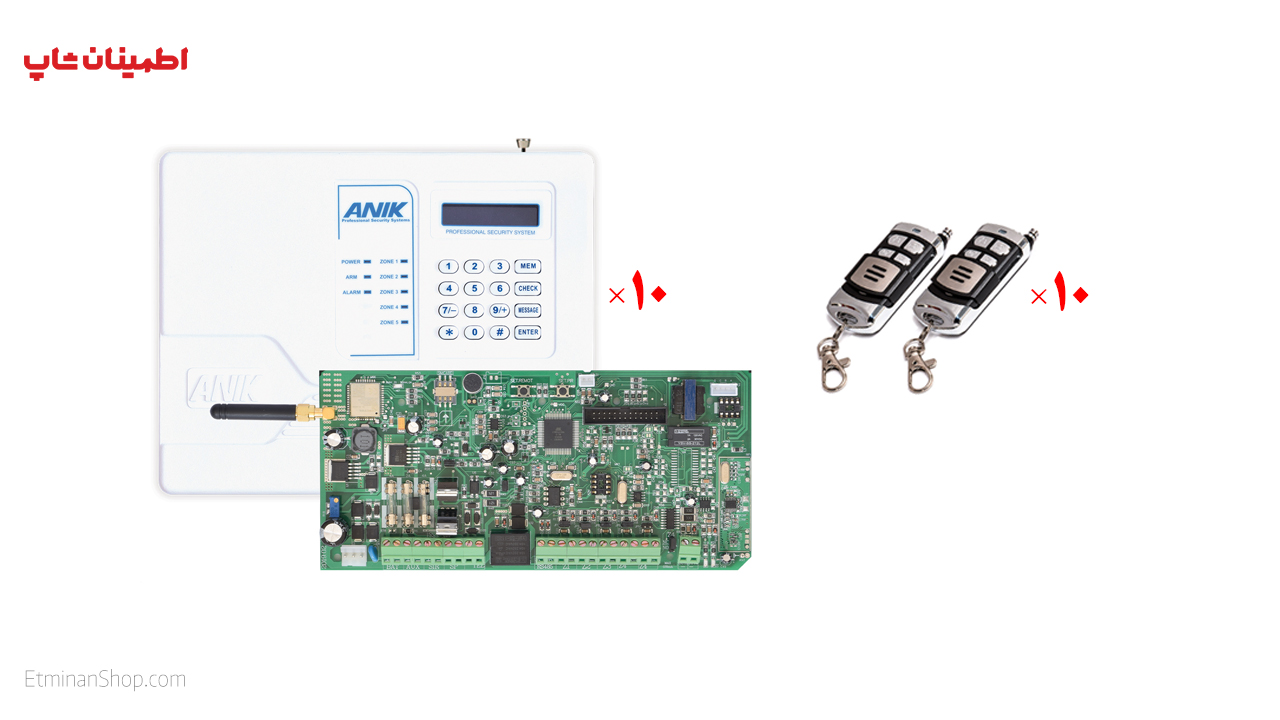 اطمینان شاپ
ANIK
Professional Security Systems
PROFESSIONAL SECURITY SYSTEM
POWER
ARM
ALARM
ZONE 1
ZONE 2
ZONE 3
ZONE 4
ZONE 5
1 2 3 MEM
4 5 6 CHECK
7/– 8 9/+ MESSAGE
* 0 # ENTER
×۱۰
×۱۰
ANIK
EtminanShop.com